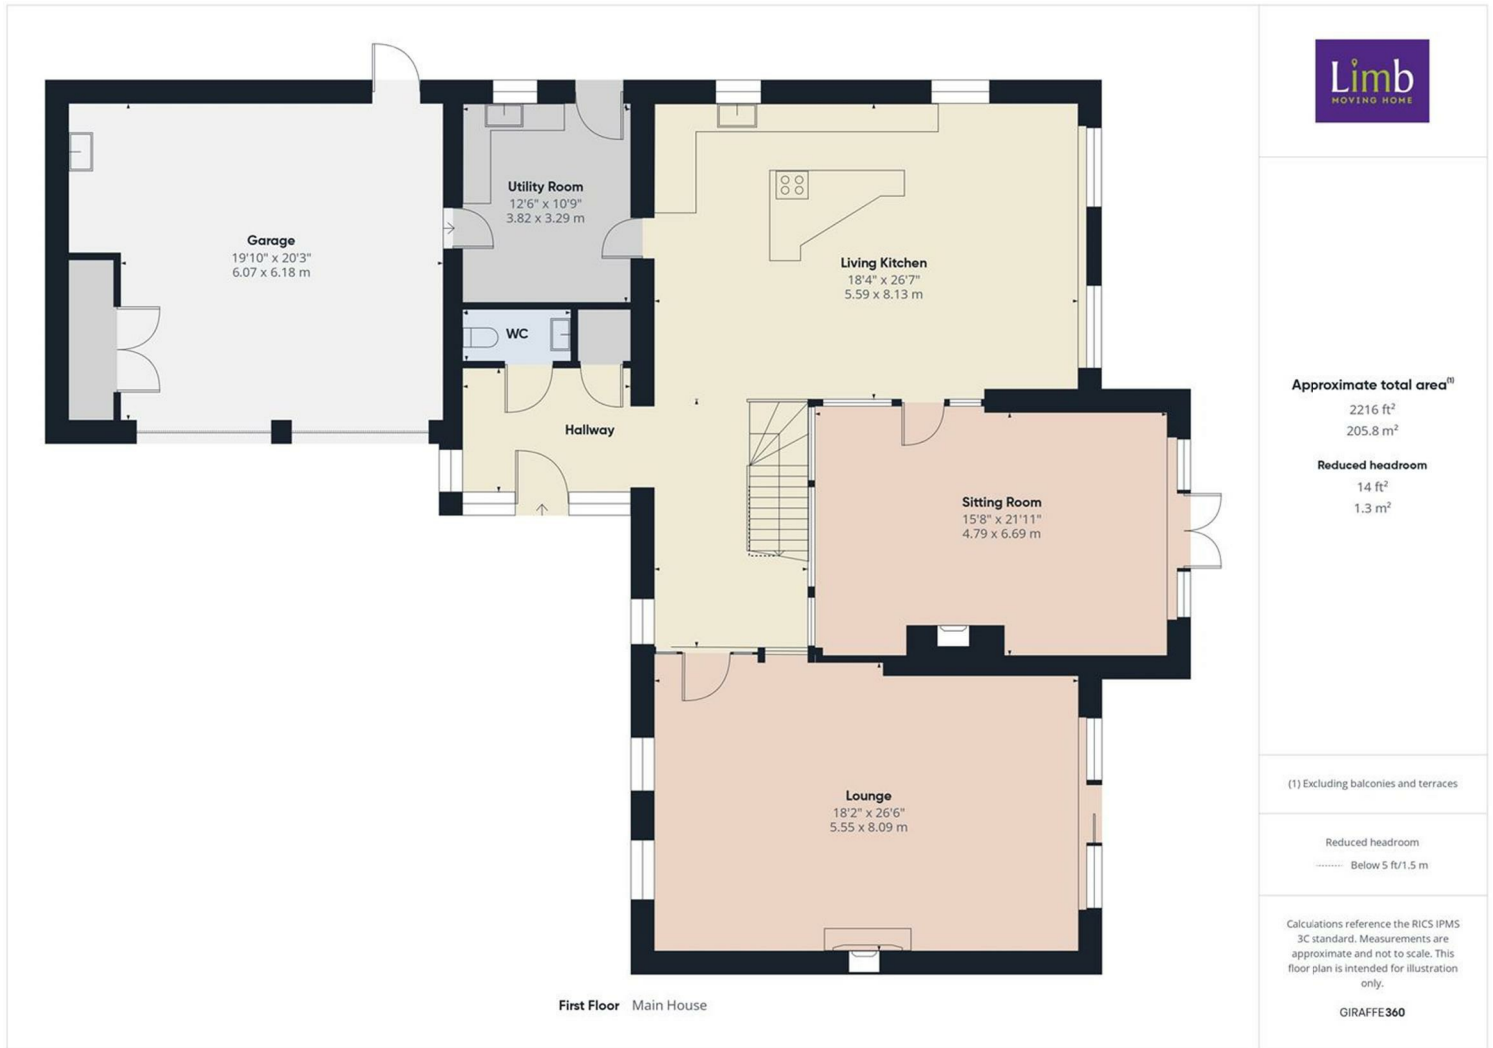 Limb
MOVING HOME
Utility Room
12'6" x 10'9"
3.82 x 3.29 m
Garage
19'10" x 20'3"
6.07 x 6.18 m
Living Kitchen
18'4" x 26'7"
5.59 x 8.13 m
WC
Hallway
Sitting Room
15'8" x 21'11"
4.79 x 6.69 m
Lounge
18'2" x 26'6"
5.55 x 8.09 m
First Floor Main House
Approximate total area⁽¹⁾
2216 ft²
205.8 m²
Reduced headroom
14 ft²
1.3 m²
(1) Excluding balconies and terraces
Reduced headroom
Below 5 ft/1.5 m
Calculations reference the RICS IPMS
3C standard. Measurements are
approximate and not to scale. This
floor plan is intended for illustration
only.
GIRAFFE360